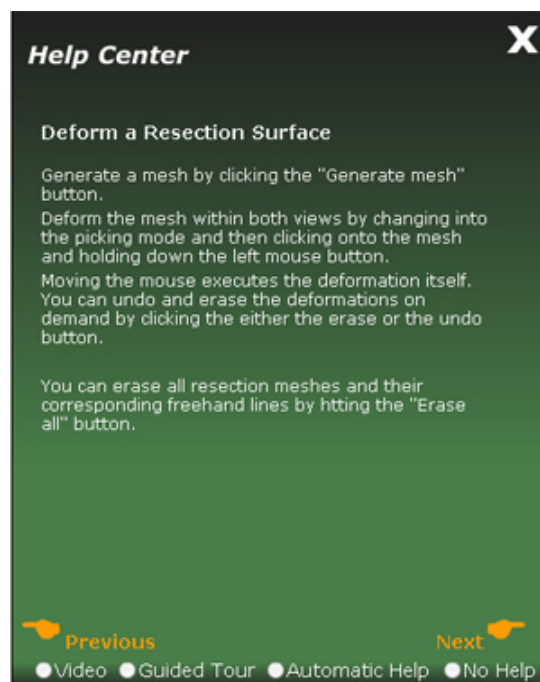 Help Center
X
Deform a Resection Surface
Generate a mesh by clicking the "Generate mesh"
button.
Deform the mesh within both views by changing into
the picking mode and then clicking onto the mesh
and holding down the left mouse button.
Moving the mouse executes the deformation itself.
You can undo and erase the deformations on
demand by clicking the either the erase or the undo
button.
You can erase all resection meshes and their
corresponding freehand lines by htting the "Erase
all" button.
Previous
Next
Video Guided Tour Automatic Help No Help